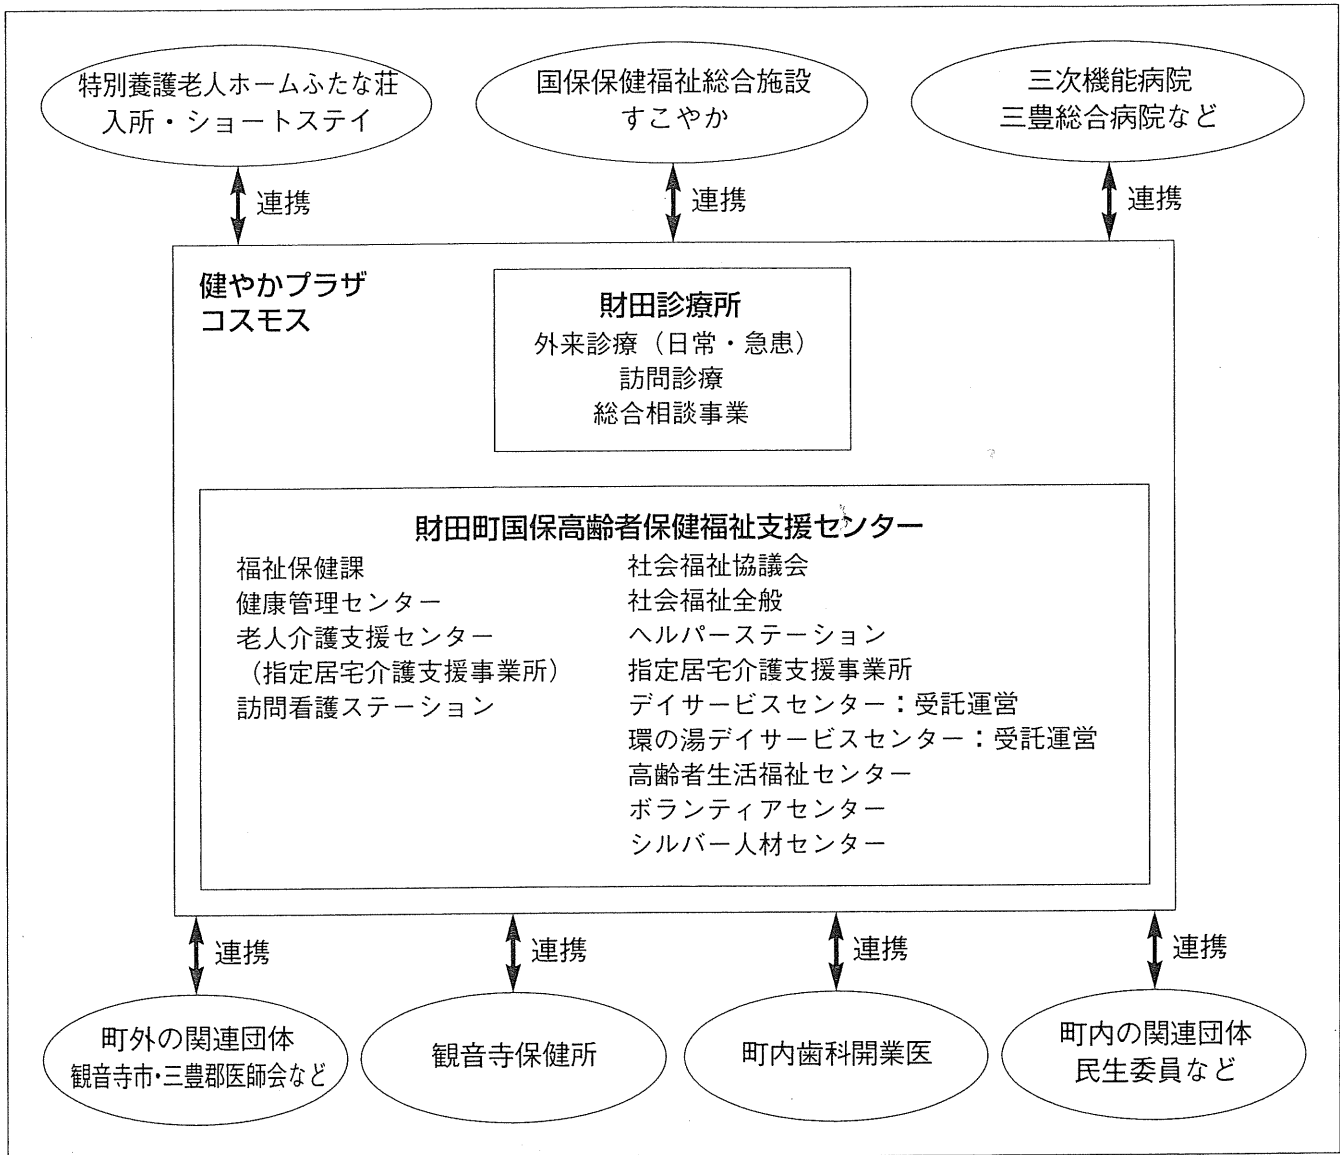 特別養護老人ホームふたな荘
入所・ショートステイ
国保保健福祉総合施設
すこやか
三次機能病院
三豊総合病院など
連携
連携
連携
健やかプラザ
コスモス
財田診療所
外来診療（日常・急患）
訪問診療
総合相談事業
財田町国保高齢者保健福祉支援センター
福祉保健課
健康管理センター
老人介護支援センター
（指定居宅介護支援事業所）
訪問看護ステーション
社会福祉協議会
社会福祉全般
ヘルパーステーション
指定居宅介護支援事業所
デイサービスセンター：受託運営
環の湯デイサービスセンター：受託運営
高齢者生活福祉センター
ボランティアセンター
シルバー人材センター
連携
連携
連携
連携
町外の関連団体
観音寺市・三豊郡医師会など
観音寺保健所
町内歯科開業医
町内の関連団体
民生委員など